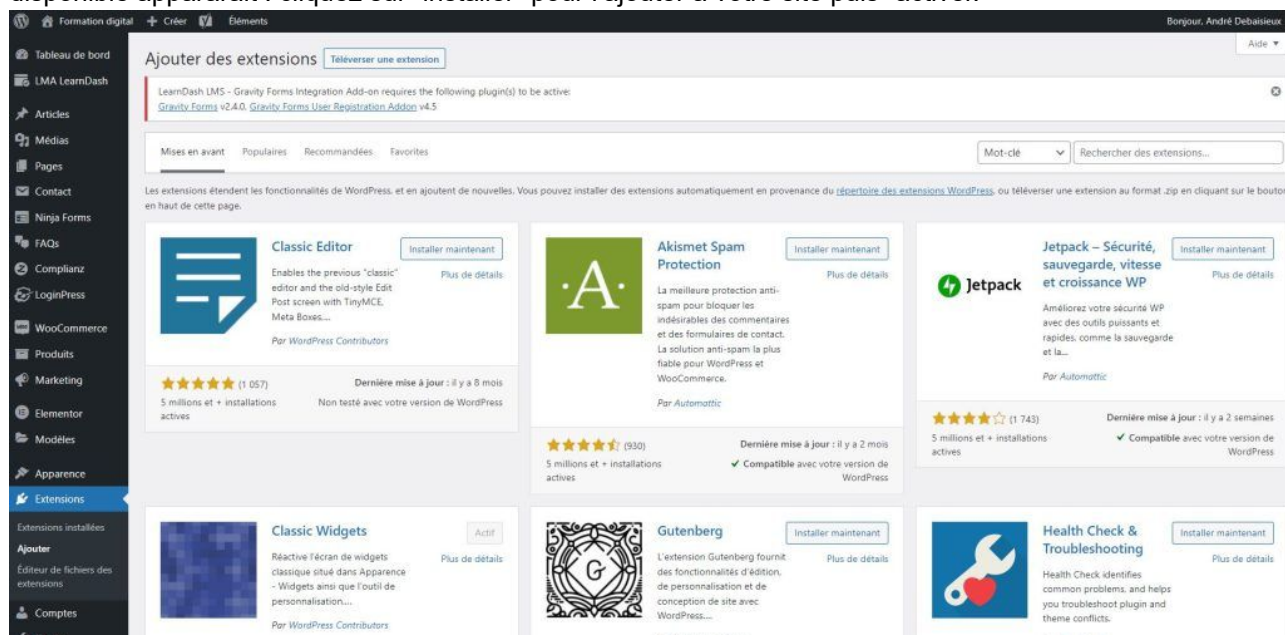 Formation digital
Créer
Éléments
Bonjour, André Debaisieux
Aide
Tableau de bord
LMA LearnDash
Articles
Médias
Pages
Contact
Ninja Forms
FAQs
Complianz
LoginPress
WooCommerce
Produits
Marketing
Elementor
Modèles
Apparence
Extensions
Extensions installées
Ajouter
Éditeur de fichiers des
extensions
Comptes
Ajouter des extensions
Téléverser une extension
LearnDash LMS - Gravity Forms Integration Add-on requires the following plugin(s) to be active:
Gravity Forms v2.4.0, Gravity Forms User Registration Addon v4.5
Mises en avant Populaires Recommandées Favorites
Mot-clé
Rechercher des extensions...
Les extensions étendent les fonctionnalités de WordPress, et en ajoutent de nouvelles. Vous pouvez installer des extensions automatiquement en provenance du répertoire des extensions WordPress, ou téléverser une extension au format .zip en cliquant sur le bouton
en haut de cette page.
Classic Editor
Installer maintenant
Plus de détails
Enables the previous "classic"
editor and the old-style Edit
Post screen with TinyMCE,
Meta Boxes,...
Par WordPress Contributors
(1 057)
Dernière mise à jour : il y a 8 mois
5 millions et + installations
actives
Non testé avec votre version de WordPress
·A·
Akismet Spam
Protection
Installer maintenant
Plus de détails
La meilleure protection anti-
spam pour bloquer les
indésirables des commentaires
et des formulaires de contact.
La solution anti-spam la plus
fiable pour WordPress et
WooCommerce.
Par Automattic
(930)
Dernière mise à jour : il y a 2 mois
5 millions et + installations
actives
Compatible avec votre version de
WordPress
Jetpack
Jetpack – Sécurité,
sauvegarde, vitesse
et croissance WP
Installer maintenant
Plus de détails
Améliorez votre sécurité WP
avec des outils puissants et
rapides, comme la sauvegarde
et la...
Par Automattic
(1 743)
Dernière mise à jour : il y a 2 semaines
5 millions et + installations
actives
Compatible avec votre version de
WordPress
Classic Widgets
Actif
Plus de détails
Réactive l'écran de widgets
classique situé dans Apparence
- Widgets ainsi que l'outil de
personnalisation....
Par WordPress Contributors
G
Gutenberg
Installer maintenant
Plus de détails
L'extension Gutenberg fournit
des fonctionnalités d'édition,
de personnalisation et de
conception de site avec
WordPress....
Health Check &
Troubleshooting
Installer maintenant
Plus de détails
Health Check identifies
common problems, and helps
you troubleshoot plugin and
theme conflicts.